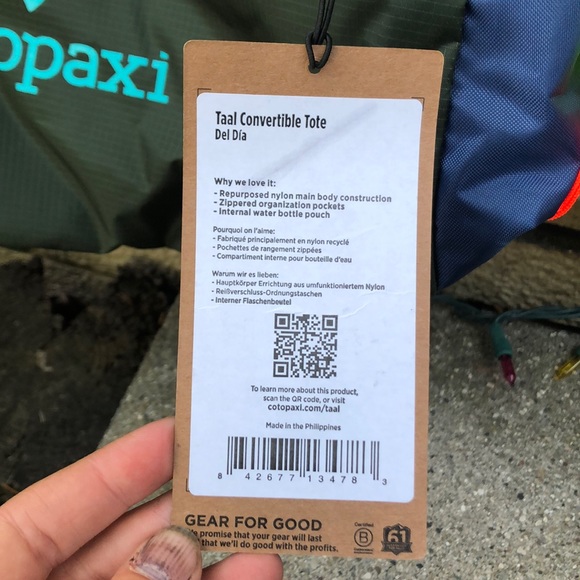 opaxi
Taal Convertible Tote
Del Día
Why we love it:
- Repurposed nylon main body construction
- Zippered organization pockets
- Internal water bottle pouch
Pourquoi on l'aime:
- Fabriqué principalement en nylon recyclé
- Pochettes de rangement zippées
- Compartiment interne pour bouteille d'eau
Warum wir es lieben:
- Hauptkörper Errichtung aus umfunktioniertem Nylon
- Reißverschluss-Ordnungstaschen
- Interner Flaschenbeutel
To learn more about this product,
scan the QR code, or visit
cotopaxi.com/taal
Made in the Philippines
8 42677 13478 3
GEAR FOR GOOD
promise that your gear will last
that we'll do good with the profits.
Certified
B
61